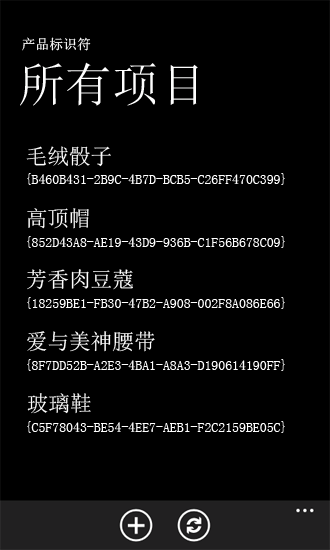 产品标识符
所有项目
毛绒骰子
{B460B431-2B9C-4B7D-BCB5-C26FF470C399}
高顶帽
{852D43A8-AE19-43D9-936B-C1F56B678C09}
芳香肉豆蔻
{18259BE1-FB30-47B2-A908-002F8A086E66}
爱与美神腰带
{8F7DD52B-A2E3-4BA1-A8A3-D190614190FF}
玻璃鞋
{C5F78043-BE54-4EE7-AEB1-F2C2159BE05C}